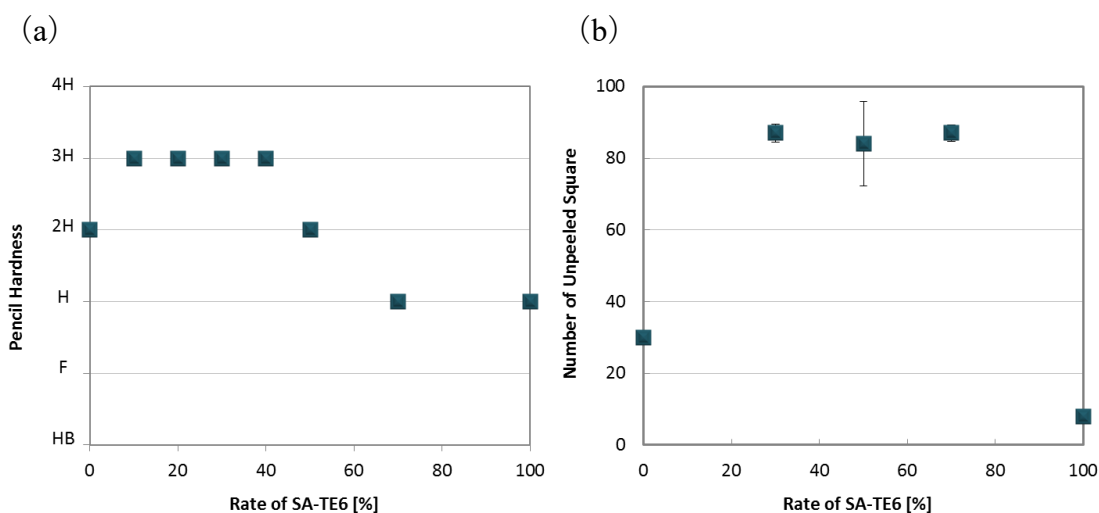 (a)
4H
3H
2H
H
F
HB
Pencil Hardness
0 20 40 60 80 100
Rate of SA-TE6 [%]
(b)
100
80
60
40
20
0
Number of Unpeeled Square
0 20 40 60 80 100
Rate of SA-TE6 [%]